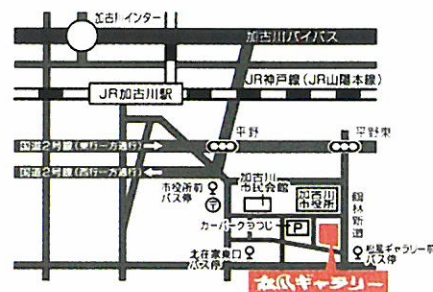 加古川インター
加古川バイパス
JR神戸線(JR山陽本線)
JR加古川駅
平野
平野東
国道2号線(東行一方通行)→
国道2号線(西行一方通行)←
市役所前
バス停
加古川
市民会館
加古川
市役所
鶴林新道
カーパークつつじ
P
北在家東口
バス停
松風ギャラリー前
バス停
松風ギャラリー